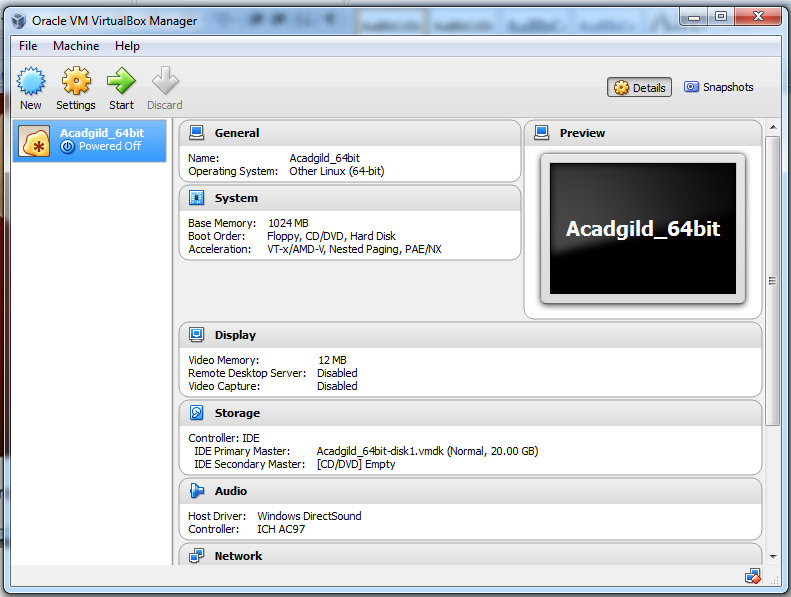 Oracle VM VirtualBox Manager
File Machine Help
New Settings Start Discard
Details Snapshots
Acadgild_64bit
Powered Off
General
Name: Acadgild_64bit
Operating System: Other Linux (64-bit)
System
Base Memory: 1024 MB
Boot Order: Floppy, CD/DVD, Hard Disk
Acceleration: VT-x/AMD-V, Nested Paging, PAE/NX
Preview
Acadgild_64bit
Display
Video Memory: 12 MB
Remote Desktop Server: Disabled
Video Capture: Disabled
Storage
Controller: IDE
IDE Primary Master: Acadgild_64bit-disk1.vmdk (Normal, 20.00 GB)
IDE Secondary Master: [CD/DVD] Empty
Audio
Host Driver: Windows DirectSound
Controller: ICH AC97
Network